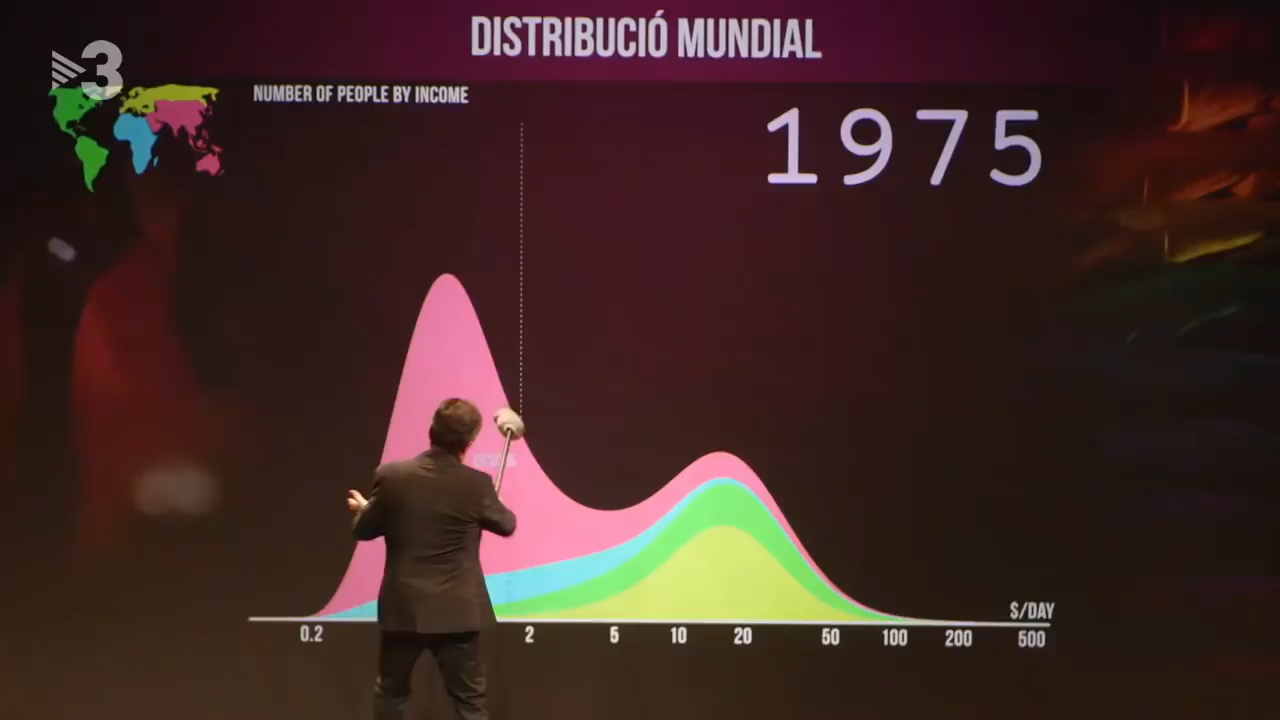 DISTRIBUCIÓ MUNDIAL
3
NUMBER OF PEOPLE BY INCOME
1975
$/DAY
0.2 2 5 10 20 50 100 200 500